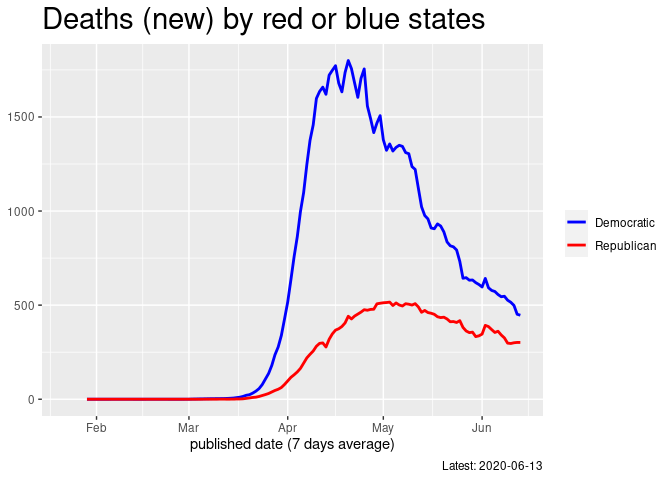 Deaths (new) by red or blue states
1500
1000
500
0
Feb Mar Apr May Jun
published date (7 days average)
Democratic
Republican
Latest: 2020-06-13